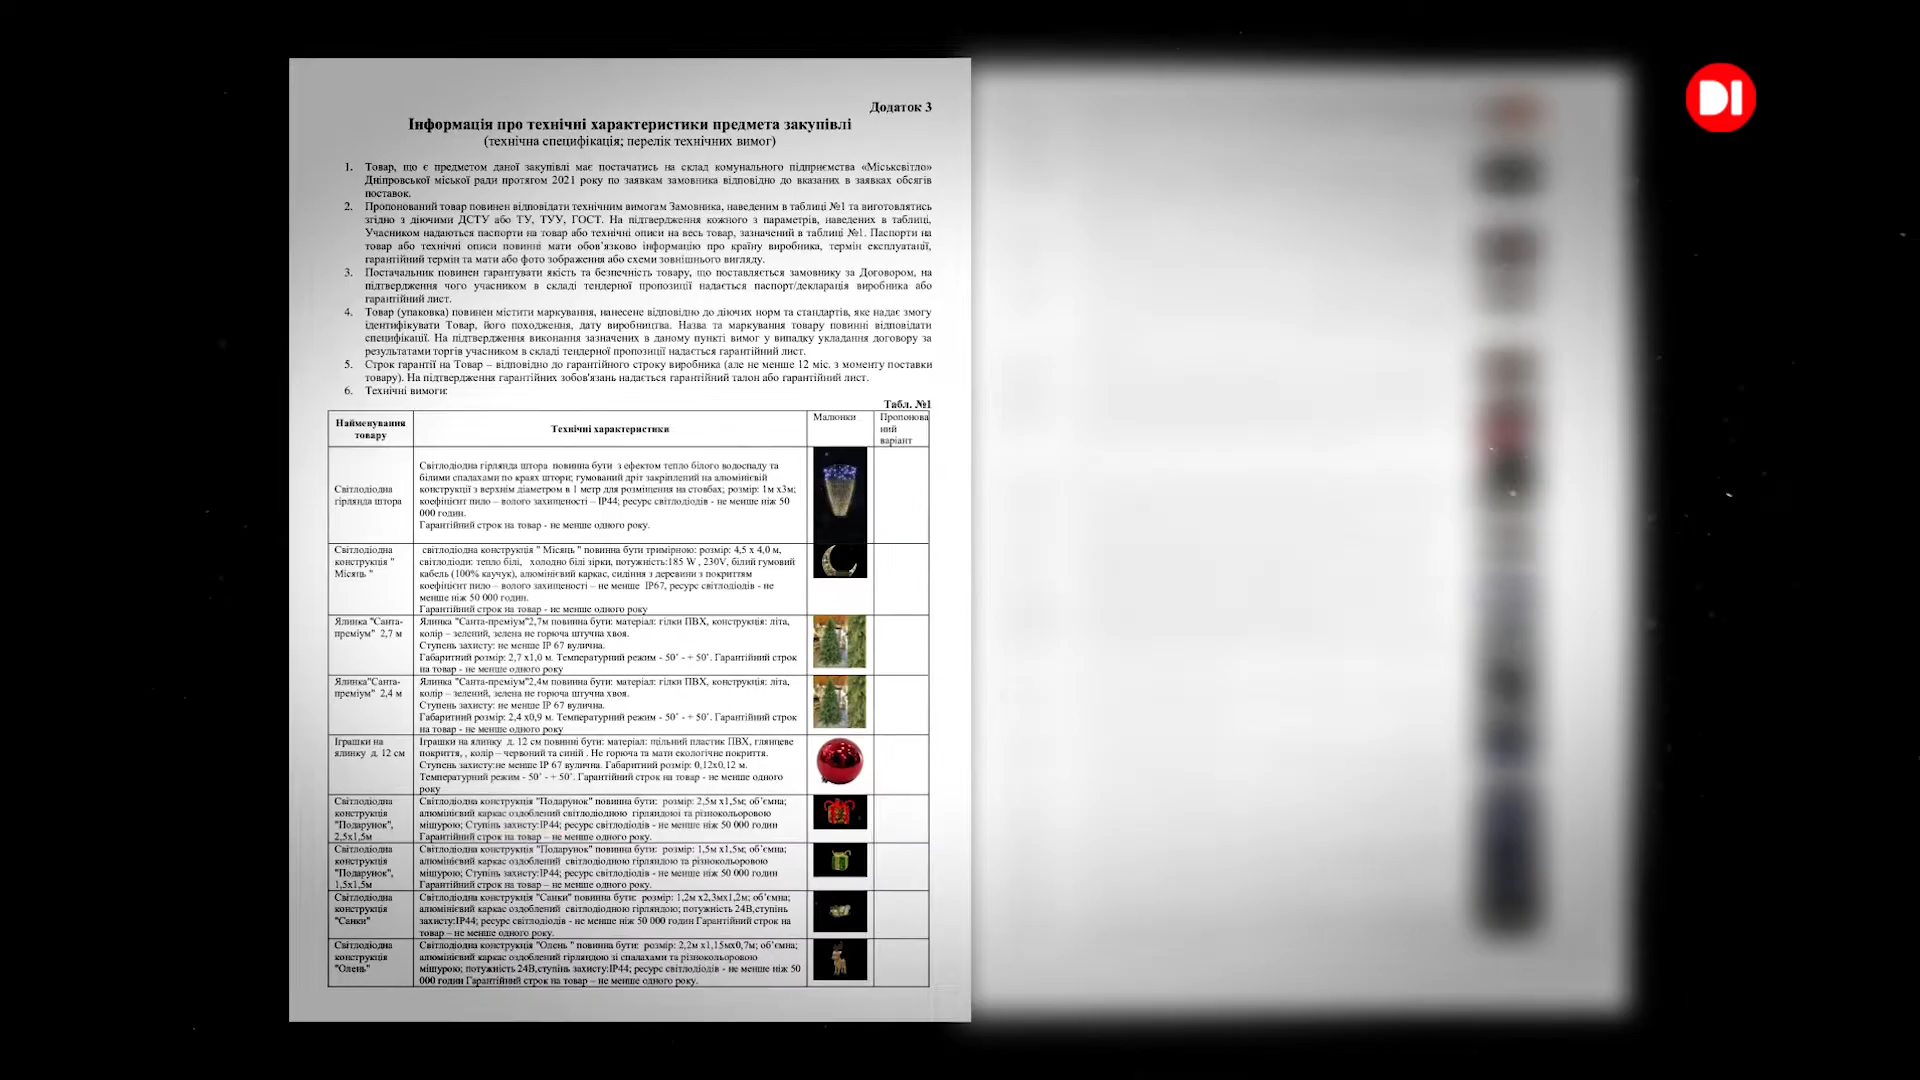 DI
Додаток 3
Інформація про технічні характеристики предмета закупівлі
(технічна специфікація; перелік технічних вимог)
1. Товар, що є предметом даної закупівлі має постачатись на склад комунального підприємства «Міськсвітло»
Дніпровської міської ради протягом 2021 року по заявкам замовника відповідно до вказаних в заявках обсягів
поставок.
2. Пропонований товар повинен відповідати технічним вимогам Замовника, наведеним в таблиці №1 та виготовлятись
згідно з діючими ДСТУ або ТУ, ТУУ, ГОСТ. На підтвердження кожного з параметрів, наведених в таблиці,
Учасником надаються паспорти на товар або технічні описи на весь товар, зазначений в таблиці №1. Паспорти на
товар або технічні описи повинні мати обов'язково інформацію про країну виробника, термін експлуатації,
гарантійний термін та мати або фото зображення або схеми зовнішнього вигляду.
3. Постачальник повинен гарантувати якість та безпечність товару, що поставляється замовнику за Договором, на
підтвердження чого учасником в складі тендерної пропозиції надається паспорт/декларація виробника або
гарантійний лист.
4. Товар (упаковка) повинен містити маркування, нанесене відповідно до діючих норм та стандартів, яке надає змогу
ідентифікувати Товар, його походження, дату виробництва. Назва та маркування товару повинні відповідати
специфікації. На підтвердження виконання зазначених в даному пункті вимог у випадку укладання договору за
результатами торгів учасником в складі тендерної пропозиції надається гарантійний лист.
5. Строк гарантії на Товар – відповідно до гарантійного строку виробника (але не менше 12 міс. з моменту поставки
товару). На підтвердження гарантійних зобов'язань надається гарантійний талон або гарантійний лист.
6. Технічні вимоги:
Табл. №1
Найменування
товару
Технічні характеристики
Малюнки
Пропонова
ний
варіант
Світлодіодна
гірлянда штора
Світлодіодна гірлянда штора повинна бути з ефектом тепло білого водоспаду та
білими спалахами по краях штори; гумований дріт закріплений на алюмінієвій
конструкції з верхнім діаметром в 1 метр для розміщення на стовбах; розмір: 1м х3м;
коефіцієнт пило – волого захищеності – IP44; ресурс світлодіодів - не менше ніж 50
000 годин.
Гарантійний строк на товар - не менше одного року.
Світлодіодна
конструкція "
Місяць "
світлодіодна конструкція " Місяць " повинна бути тримірною: розмір: 4,5 х 4,0 м,
світлодіоди: тепло білі, холодно білі зірки, потужність:185 W , 230V, білий гумовий
кабель (100% каучук), алюмінієвий каркас, сидіння з деревини з покриттям
коефіцієнт пило – волого захищеності – не менше IP67, ресурс світлодіодів - не
менше ніж 50 000 годин.
Гарантійний строк на товар - не менше одного року
Ялинка "Санта-
преміум" 2,7 м
Ялинка "Санта-преміум"2,7м повинна бути: матеріал: гілки ПВХ, конструкція: літа,
колір – зелений, зелена не горюча штучна хвоя.
Ступень захисту: не менше IP 67 вулична.
Габаритний розмір: 2,7 х1,0 м. Температурний режим - 50˚ - + 50˚. Гарантійний строк
на товар - не менше одного року
Ялинка"Санта-
преміум" 2,4 м
Ялинка "Санта-преміум"2,4м повинна бути: матеріал: гілки ПВХ, конструкція: літа,
колір – зелений, зелена не горюча штучна хвоя.
Ступень захисту: не менше IP 67 вулична.
Габаритний розмір: 2,4 х0,9 м. Температурний режим - 50˚ - + 50˚. Гарантійний строк
на товар - не менше одного року
Іграшки на
ялинку д. 12 см
Іграшки на ялинку д. 12 см повинні бути: матеріал: щільний пластик ПВХ, глянцеве
покриття, , колір – червоний та синій . Не горюча та мати екологічне покриття.
Ступень захисту:не менше IP 67 вулична. Габаритний розмір: 0,12х0,12 м.
Температурний режим - 50˚ - + 50˚. Гарантійний строк на товар - не менше одного
року
Світлодіодна
конструкція
"Подарунок",
2,5х1,5м
Світлодіодна конструкція "Подарунок" повинна бути: розмір: 2,5м х1,5м; об'ємна;
алюмінієвий каркас оздоблений світлодіодною гірляндоюі та різнокольоровою
мішурою; Ступінь захисту:IP44; ресурс світлодіодів - не менше ніж 50 000 годин
Гарантійний строк на товар – не менше одного року.
Світлодіодна
конструкція
"Подарунок",
1,5х1,5м
Світлодіодна конструкція "Подарунок" повинна бути: розмір: 1,5м х1,5м; об'ємна;
алюмінієвий каркас оздоблений світлодіодною гірляндою та різнокольоровою
мішурою; Ступінь захисту:IP44; ресурс світлодіодів - не менше ніж 50 000 годин
Гарантійний строк на товар – не менше одного року.
Світлодіодна
конструкція
"Санки"
Світлодіодна конструкція "Санки" повинна бути: розмір: 1,2м х2,3мх1,2м; об'ємна;
алюмінієвий каркас оздоблений світлодіодною гірляндою; потужність 24В,ступінь
захисту:IP44; ресурс світлодіодів - не менше ніж 50 000 годин Гарантійний строк на
товар – не менше одного року.
Світлодіодна
конструкція
"Олень"
Світлодіодна конструкція "Олень " повинна бути: розмір: 2,2м х1,15мх0,7м; об'ємна;
алюмінієвий каркас оздоблений гірляндою зі спалахами та різнокольоровою
мішурою; потужність 24В,ступінь захисту:IP44; ресурс світлодіодів - не менше ніж 50
000 годин Гарантійний строк на товар – не менше одного року.